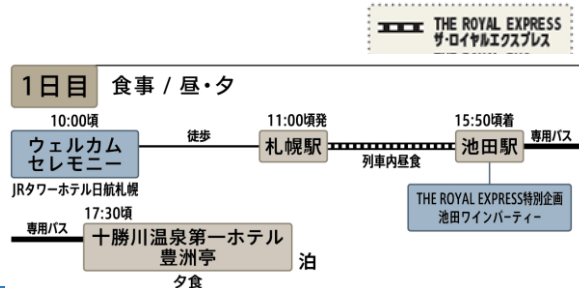 THE ROYAL EXPRESS
ザ・ロイヤルエクスプレス
1日目 食事 / 昼・夕
10:00頃
ウェルカム
セレモニー
JRタワーホテル日航札幌
徒歩
11:00頃発
札幌駅
列車内昼食
15:50頃着
池田駅
専用バス
THE ROYAL EXPRESS特別企画
池田ワインパーティー
専用バス
17:30頃
十勝川温泉第一ホテル
豊洲亭
夕食
泊